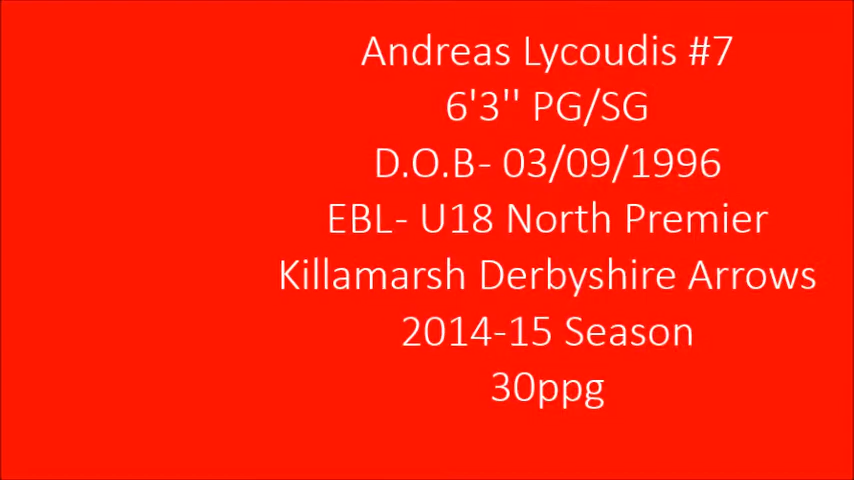 Andreas Lycoudis #7
6'3'' PG/SG
D.O.B- 03/09/1996
EBL- U18 North Premier
Killamarsh Derbyshire Arrows
2014-15 Season
30ppg